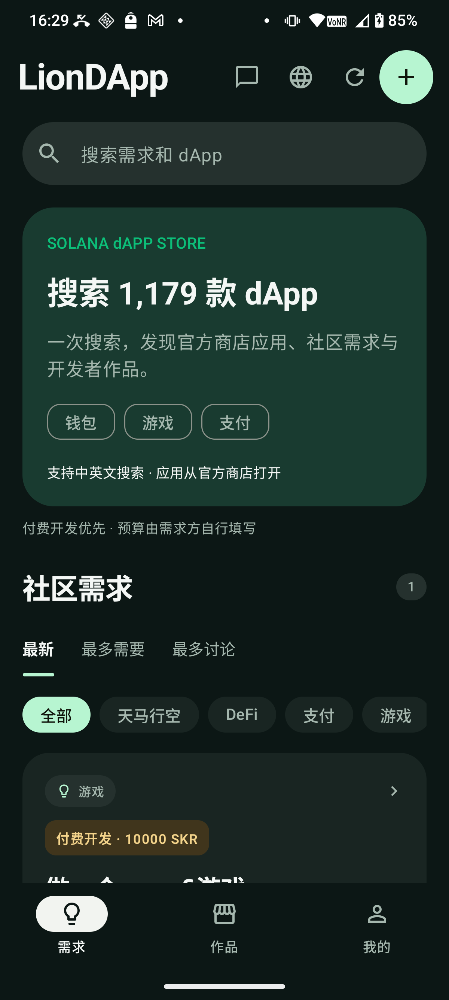 16:29
VoNR
85%
LionDApp
搜索需求和 dApp
SOLANA dAPP STORE
搜索 1,179 款 dApp
一次搜索，发现官方商店应用、社区需求与
开发者作品。
钱包 游戏 支付
支持中英文搜索 · 应用从官方商店打开
付费开发优先 · 预算由需求方自行填写
社区需求
1
最新 最多需要 最多讨论
全部 天马行空 DeFi 支付 游戏
游戏
付费开发 · 10000 SKR
需求 作品 我的